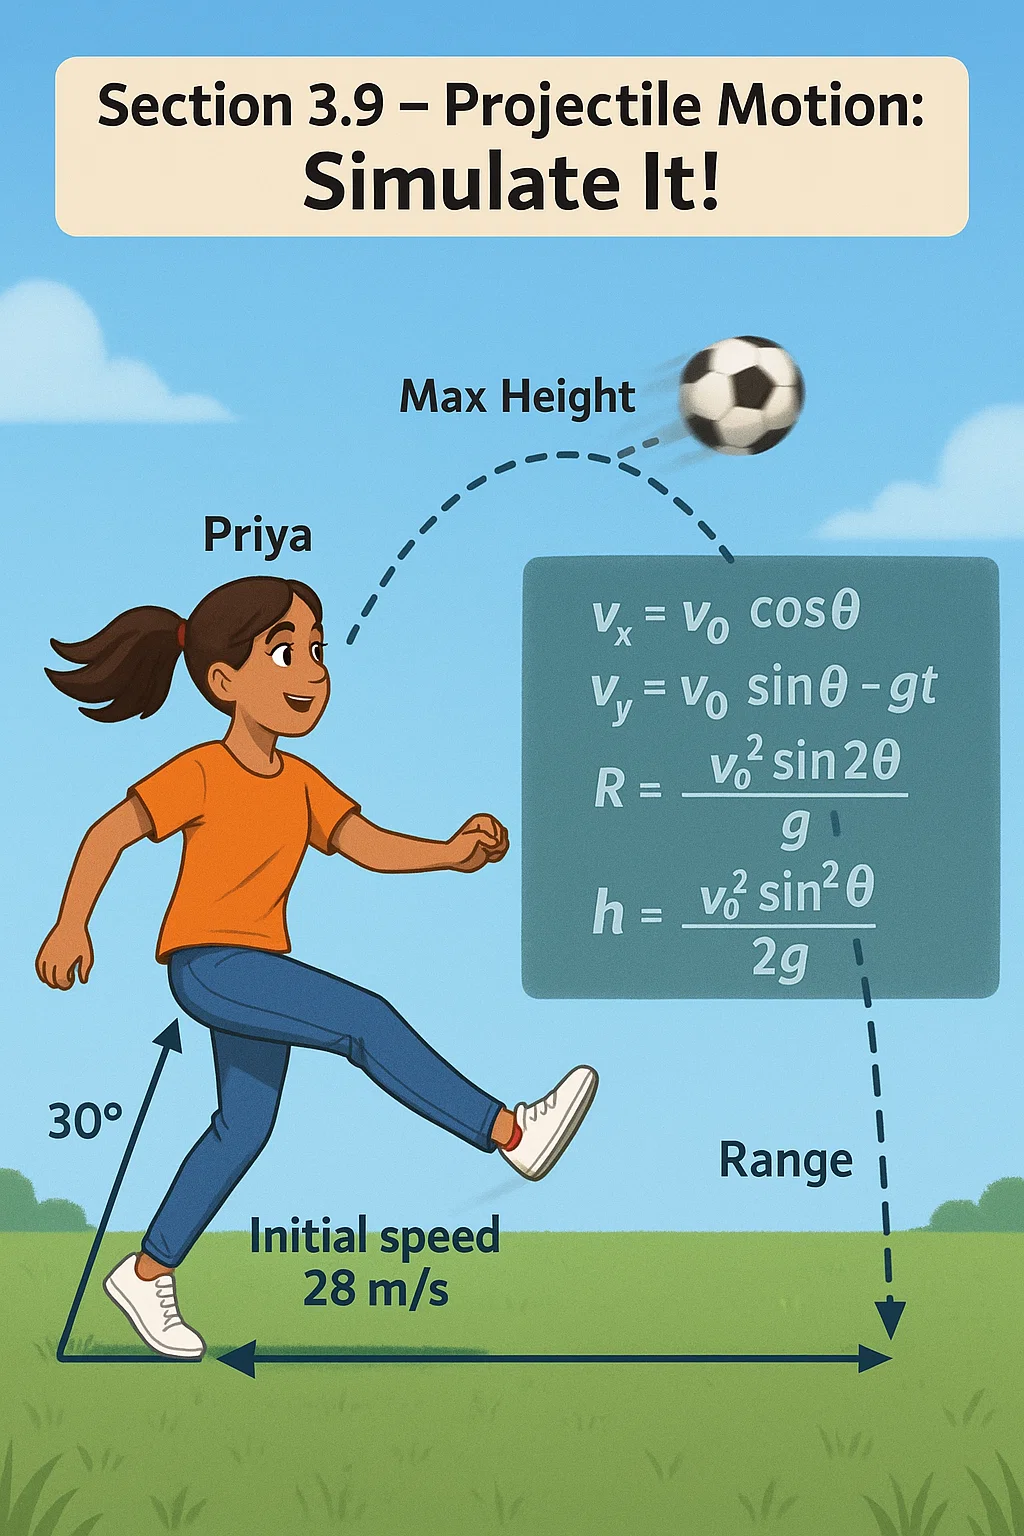 Section 3.9 – Projectile Motion:
Simulate It!
Max Height
Priya
vₓ = v₀ cosθ
v_y = v₀ sinθ - gt
R = v₀² sin2θ / g
h = v₀² sin²θ / 2g
30°
Range
Initial speed
28 m/s